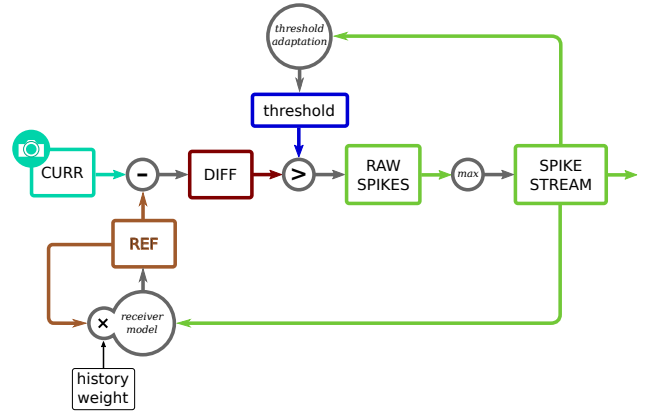 threshold
adaptation
threshold
CURR
–
DIFF
>
RAW
SPIKES
max
SPIKE
STREAM
REF
×
receiver
model
history
weight